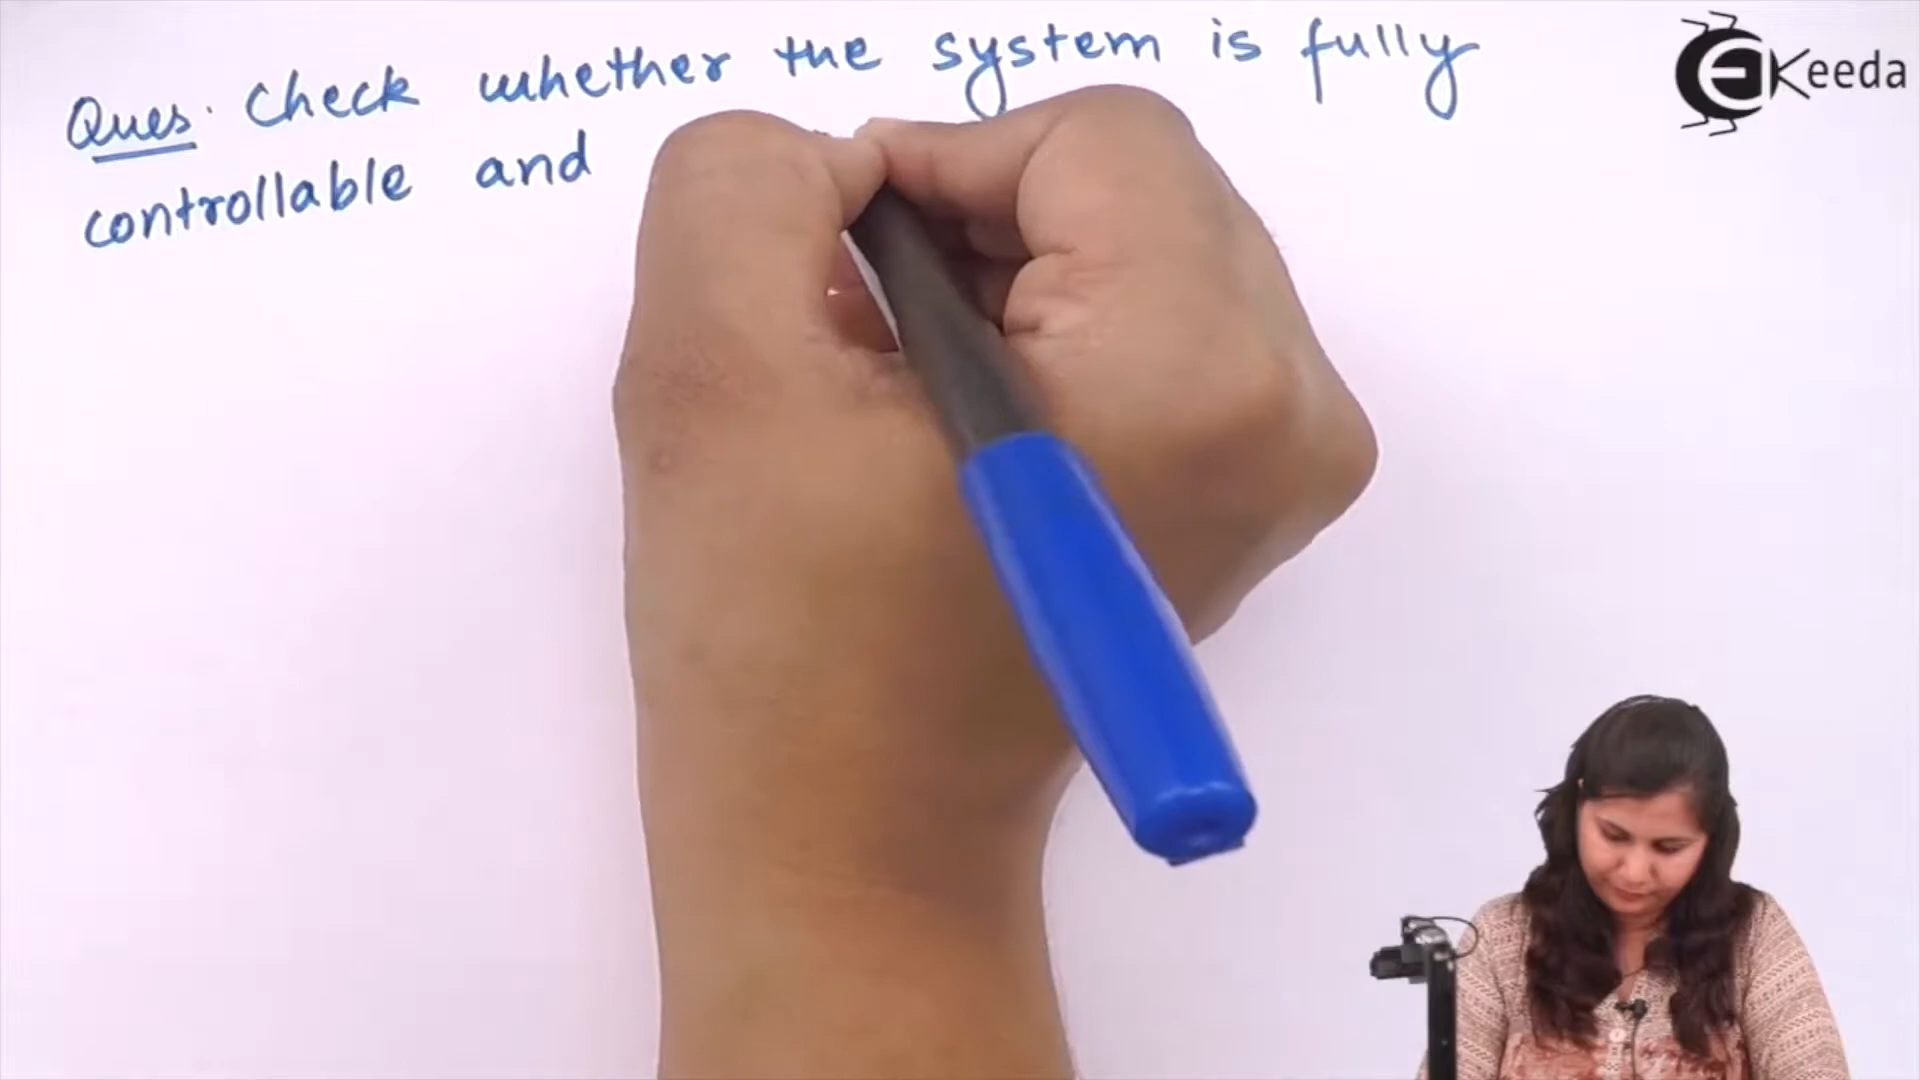 Ques. Check whether the system is fully
controllable and
Keeda